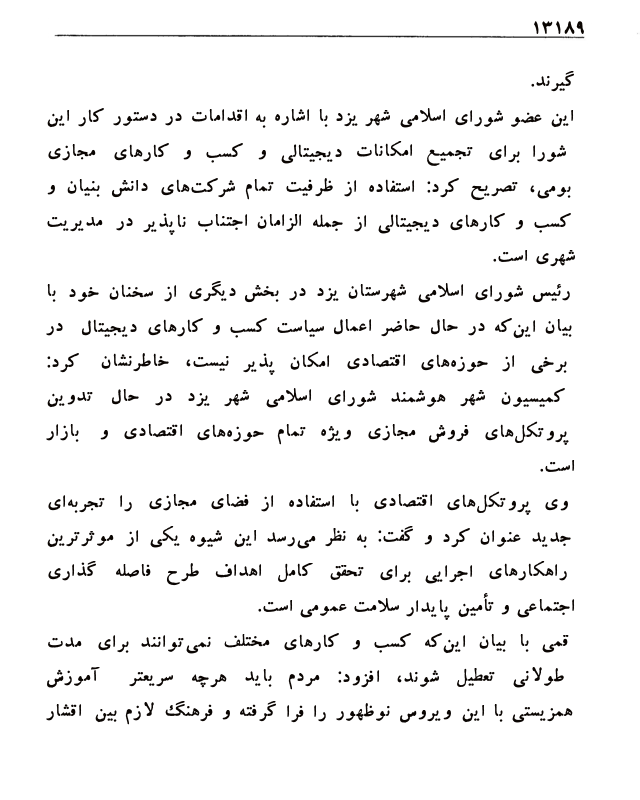 ۱۳۱۸۹
گیرند.
این عضو شورای اسلامی شهر یزد با اشاره به اقدامات در دستور کار این
شورا برای تجمیع امکانات دیجیتالی و کسب و کارهای مجازی
بومی، تصریح کرد: استفاده از ظرفیت تمام شرکت‌های دانش بنیان و
کسب و کارهای دیجیتالی از جمله الزامان اجتناب ناپذیر در مدیریت
شهری است.
رئیس شورای اسلامی شهرستان یزد در بخش دیگری از سخنان خود با
بیان این‌که در حال حاضر اعمال سیاست کسب و کارهای دیجیتال در
برخی از حوزه‌های اقتصادی امکان پذیر نیست، خاطرنشان کرد:
کمیسیون شهر هوشمند شورای اسلامی شهر یزد در حال تدوین
پروتکل‌های فروش مجازی ویژه تمام حوزه‌های اقتصادی و بازار
است.
وی پروتکل‌های اقتصادی با استفاده از فضای مجازی را تجربه‌ای
جدید عنوان کرد و گفت: به نظر می‌رسد این شیوه یکی از موثرترین
راهکارهای اجرایی برای تحقق کامل اهداف طرح فاصله گذاری
اجتماعی و تأمین پایدار سلامت عمومی است.
قمی با بیان این‌که کسب و کارهای مختلف نمی‌توانند برای مدت
طولانی تعطیل شوند، افزود: مردم باید هرچه سریعتر آموزش
همزیستی با این ویروس نوظهور را فرا گرفته و فرهنگ لازم بین اقشار